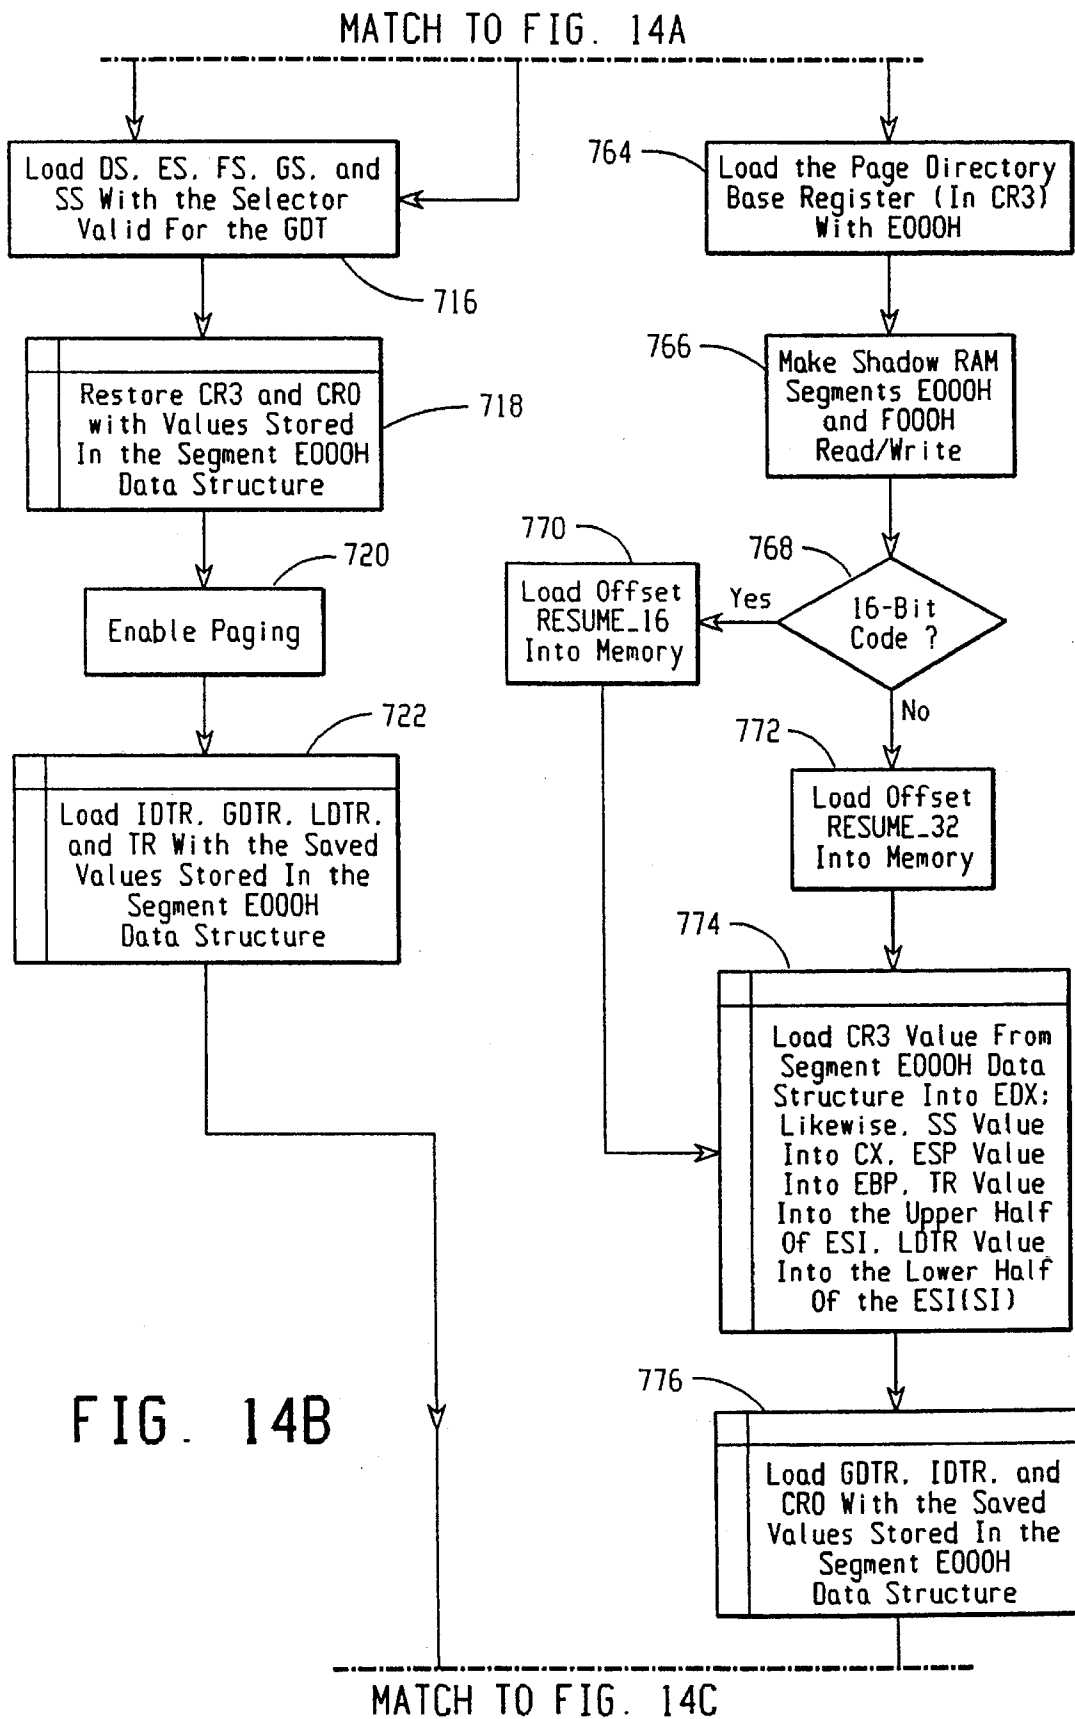 MATCH TO FIG. 14A
Load DS, ES, FS, GS, and
SS With the Selector
Valid For the GDT
716
Restore CR3 and CR0
with Values Stored
In the Segment E000H
Data Structure
718
720
Enable Paging
722
Load IDTR, GDTR, LDTR,
and TR With the Saved
Values Stored In the
Segment E000H
Data Structure
764
Load the Page Directory
Base Register (In CR3)
With E000H
766
Make Shadow RAM
Segments E000H
and F000H
Read/Write
768
16-Bit
Code ?
Yes
No
770
Load Offset
RESUME_16
Into Memory
772
Load Offset
RESUME_32
Into Memory
774
Load CR3 Value From
Segment E000H Data
Structure Into EDX;
Likewise, SS Value
Into CX, ESP Value
Into EBP, TR Value
Into the Upper Half
Of ESI, LDTR Value
Into the Lower Half
Of the ESI(SI)
776
Load GDTR, IDTR, and
CR0 With the Saved
Values Stored In the
Segment E000H
Data Structure
FIG. 14B
MATCH TO FIG. 14C